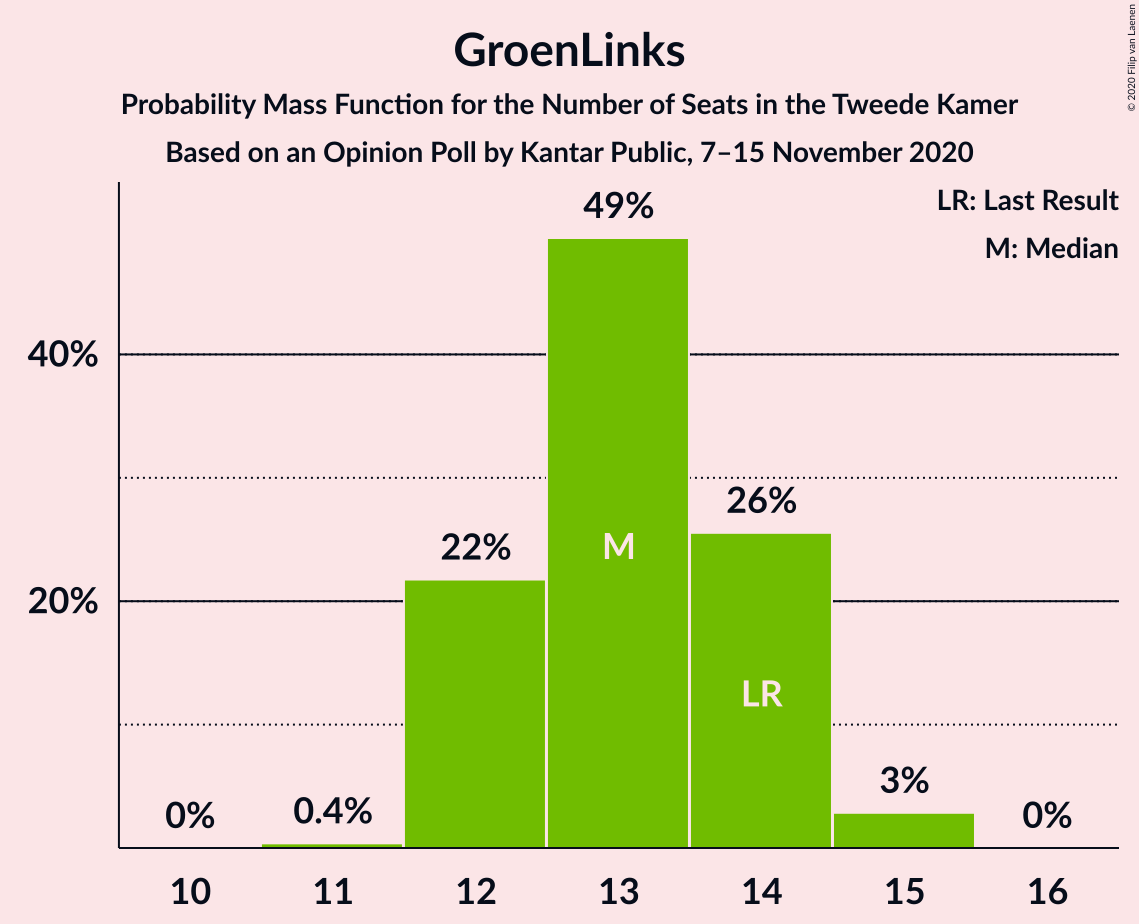 GroenLinks
Probability Mass Function for the Number of Seats in the Tweede Kamer
Based on an Opinion Poll by Kantar Public, 7–15 November 2020
© 2020 Filip van Laenen
LR: Last Result
M: Median
40%
20%
0%
0.4%
22%
49%
26%
3%
0%
M
LR
10 11 12 13 14 15 16